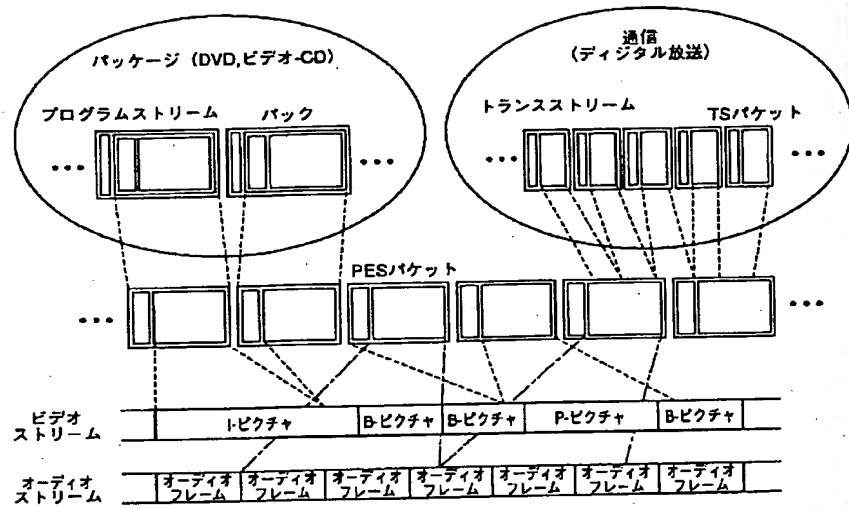 パッケージ (DVD,ビデオ-CD)
プログラムストリーム
パック
通信
(ディジタル放送)
トランスストリーム
TSパケット
PESパケット
ビデオ
ストリーム
I-ピクチャ
B-ピクチャ
B-ピクチャ
P-ピクチャ
B-ピクチャ
オーディオ
ストリーム
オーディオ
フレーム
オーディオ
フレーム
オーディオ
フレーム
オーディオ
フレーム
オーディオ
フレーム
オーディオ
フレーム
オーディオ
フレーム